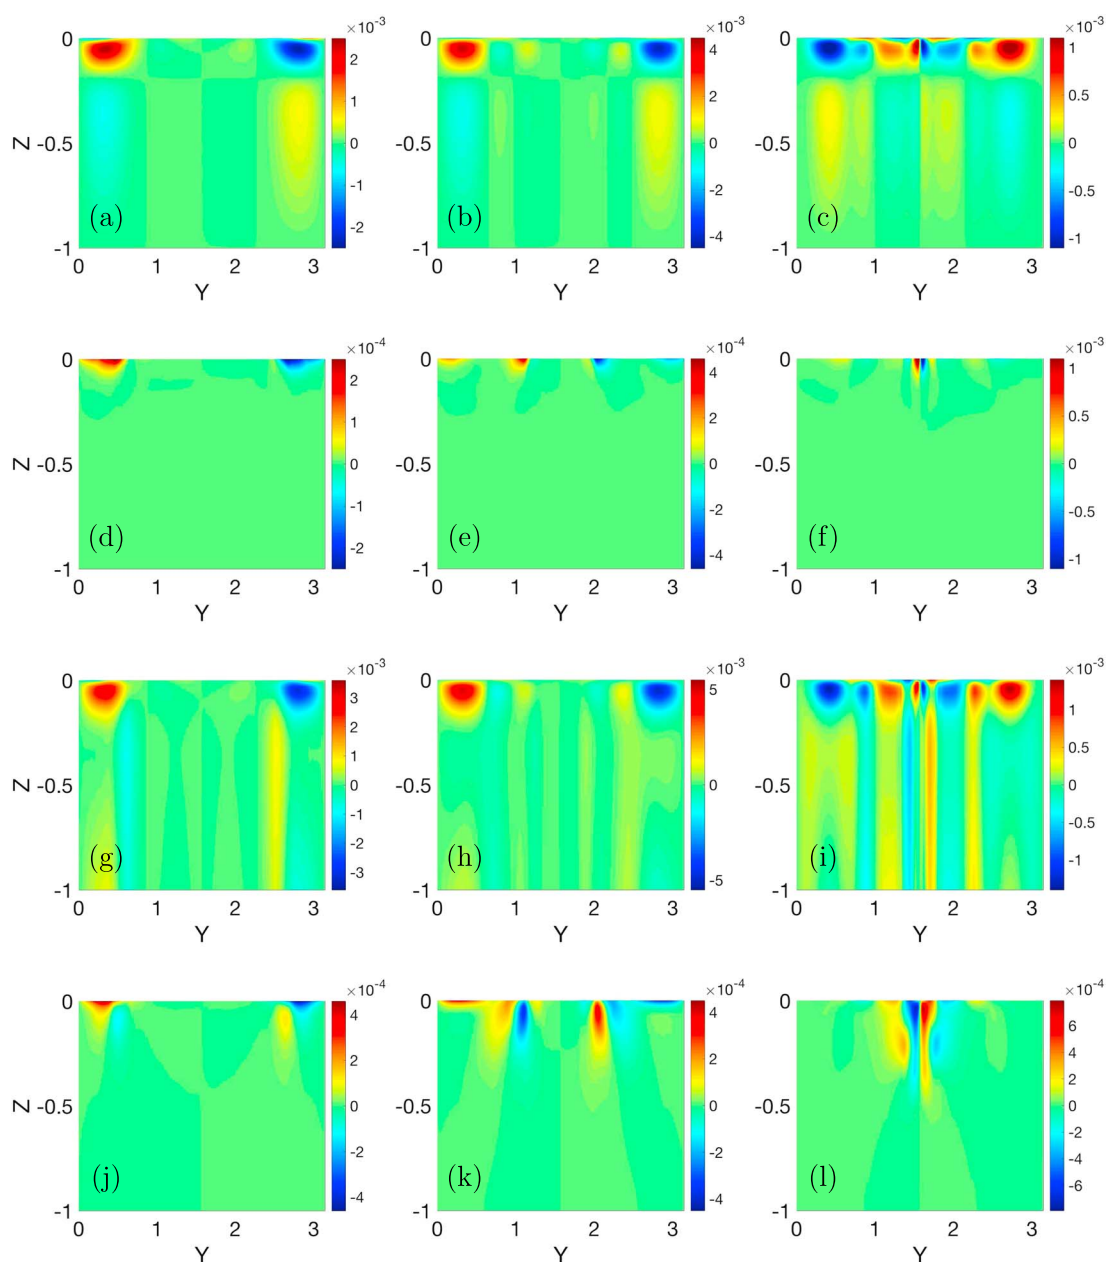 ×10⁻³ ×10⁻³ ×10⁻³
0 2 0 4 0 1
1 2 0.5
Z -0.5 0 -0.5 0 -0.5 0
-1 -2 -0.5
(a) -2 (b) -4 (c) -1
-1 -1 -1
0 1 2 3 0 1 2 3 0 1 2 3
Y Y Y
×10⁻⁴ ×10⁻⁴ ×10⁻³
0 2 0 4 0 1
1 2 0.5
Z -0.5 0 -0.5 0 -0.5 0
-1 -2 -0.5
(d) -2 (e) -4 (f) -1
-1 -1 -1
0 1 2 3 0 1 2 3 0 1 2 3
Y Y Y
×10⁻³ ×10⁻³ ×10⁻³
0 3 0 5 0 1
2
1 0.5
Z -0.5 0 -0.5 0 -0.5 0
-1 -0.5
-2
(g) -3 (h) -5 (i) -1
-1 -1 -1
0 1 2 3 0 1 2 3 0 1 2 3
Y Y Y
×10⁻⁴ ×10⁻⁴ ×10⁻⁴
0 4 0 4 0 6
2 2 4
2
Z -0.5 0 -0.5 0 -0.5 0
-2 -2 -2
-4
(j) -4 (k) -4 (l) -6
-1 -1 -1
0 1 2 3 0 1 2 3 0 1 2 3
Y Y Y